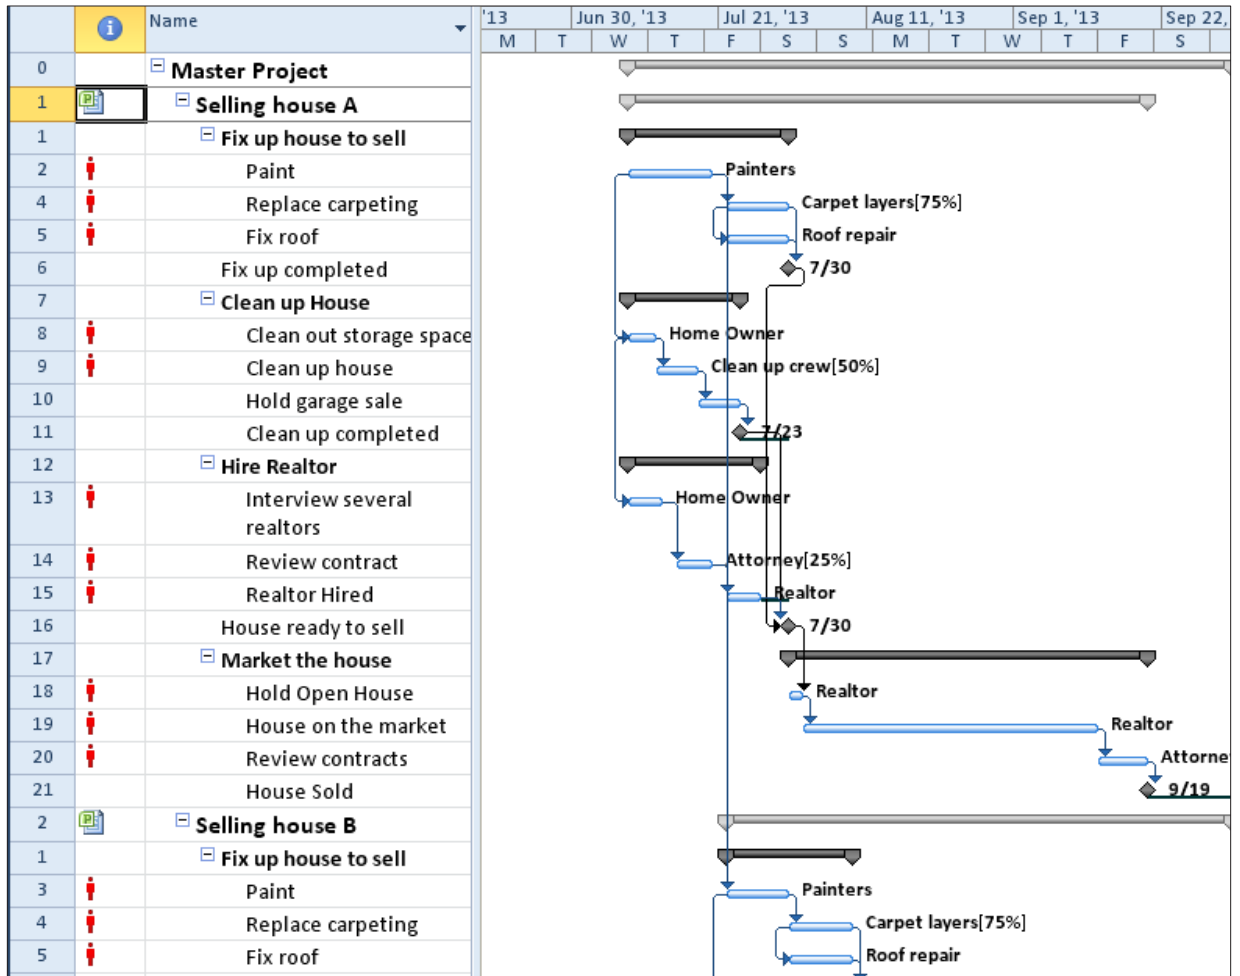 Name '13 Jun 30, '13 Jul 21, '13 Aug 11, '13 Sep 1, '13 Sep 22,
M T W T F S S M T W T F S
0 Master Project
1 Selling house A
1 Fix up house to sell
2 Paint Painters
4 Replace carpeting Carpet layers[75%]
5 Fix roof Roof repair
6 Fix up completed 7/30
7 Clean up House
8 Clean out storage space Home Owner
9 Clean up house Clean up crew[50%]
10 Hold garage sale
11 Clean up completed 7/23
12 Hire Realtor
13 Interview several Home Owner
realtors
14 Review contract Attorney[25%]
15 Realtor Hired Realtor
16 House ready to sell 7/30
17 Market the house
18 Hold Open House Realtor
19 House on the market Realtor
20 Review contracts Attorne
21 House Sold 9/19
2 Selling house B
1 Fix up house to sell
3 Paint Painters
4 Replace carpeting Carpet layers[75%]
5 Fix roof Roof repair